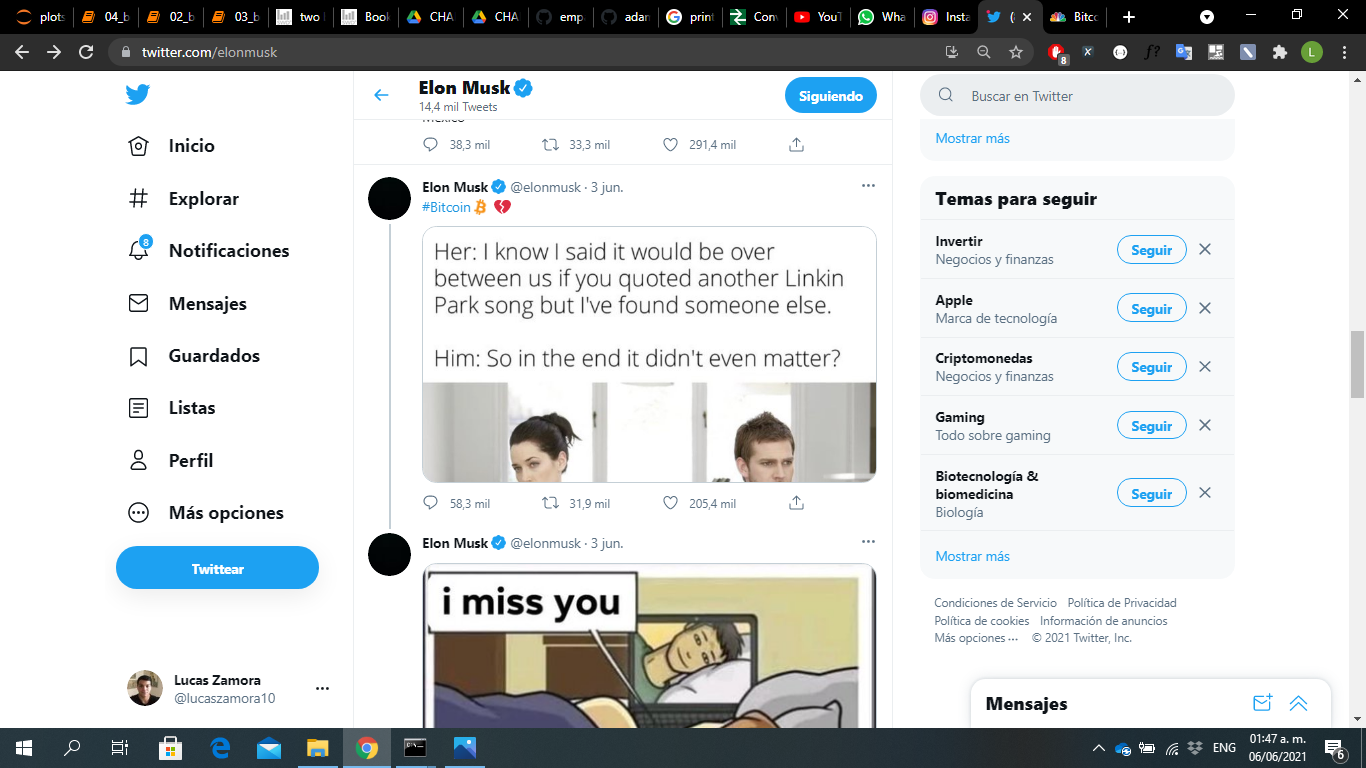 plots
04_b
02_b
03_b
two l
Book
CHA
CHA
emp
adar
print
Conv
YouT
Wha
Insta
(
Bitco
twitter.com/elonmusk
8
L
Elon Musk
14,4 mil Tweets
Siguiendo
Buscar en Twitter
Inicio
Explorar
8
Notificaciones
Mensajes
Guardados
Listas
Perfil
Más opciones
Twittear
Lucas Zamora
@lucaszamora10
México
38,3 mil 33,3 mil 291,4 mil
Elon Musk @elonmusk · 3 jun.
#Bitcoin
Her: I know I said it would be over
between us if you quoted another Linkin
Park song but I've found someone else.
Him: So in the end it didn't even matter?
58,3 mil 31,9 mil 205,4 mil
Elon Musk @elonmusk · 3 jun.
i miss you
Mostrar más
Temas para seguir
Invertir
Negocios y finanzas
Seguir
Apple
Marca de tecnología
Seguir
Criptomonedas
Negocios y finanzas
Seguir
Gaming
Todo sobre gaming
Seguir
Biotecnología &
biomedicina
Biología
Seguir
Mostrar más
Condiciones de Servicio Política de Privacidad
Política de cookies Información de anuncios
Más opciones ··· © 2021 Twitter, Inc.
Mensajes
ENG
01:47 a. m.
06/06/2021
6